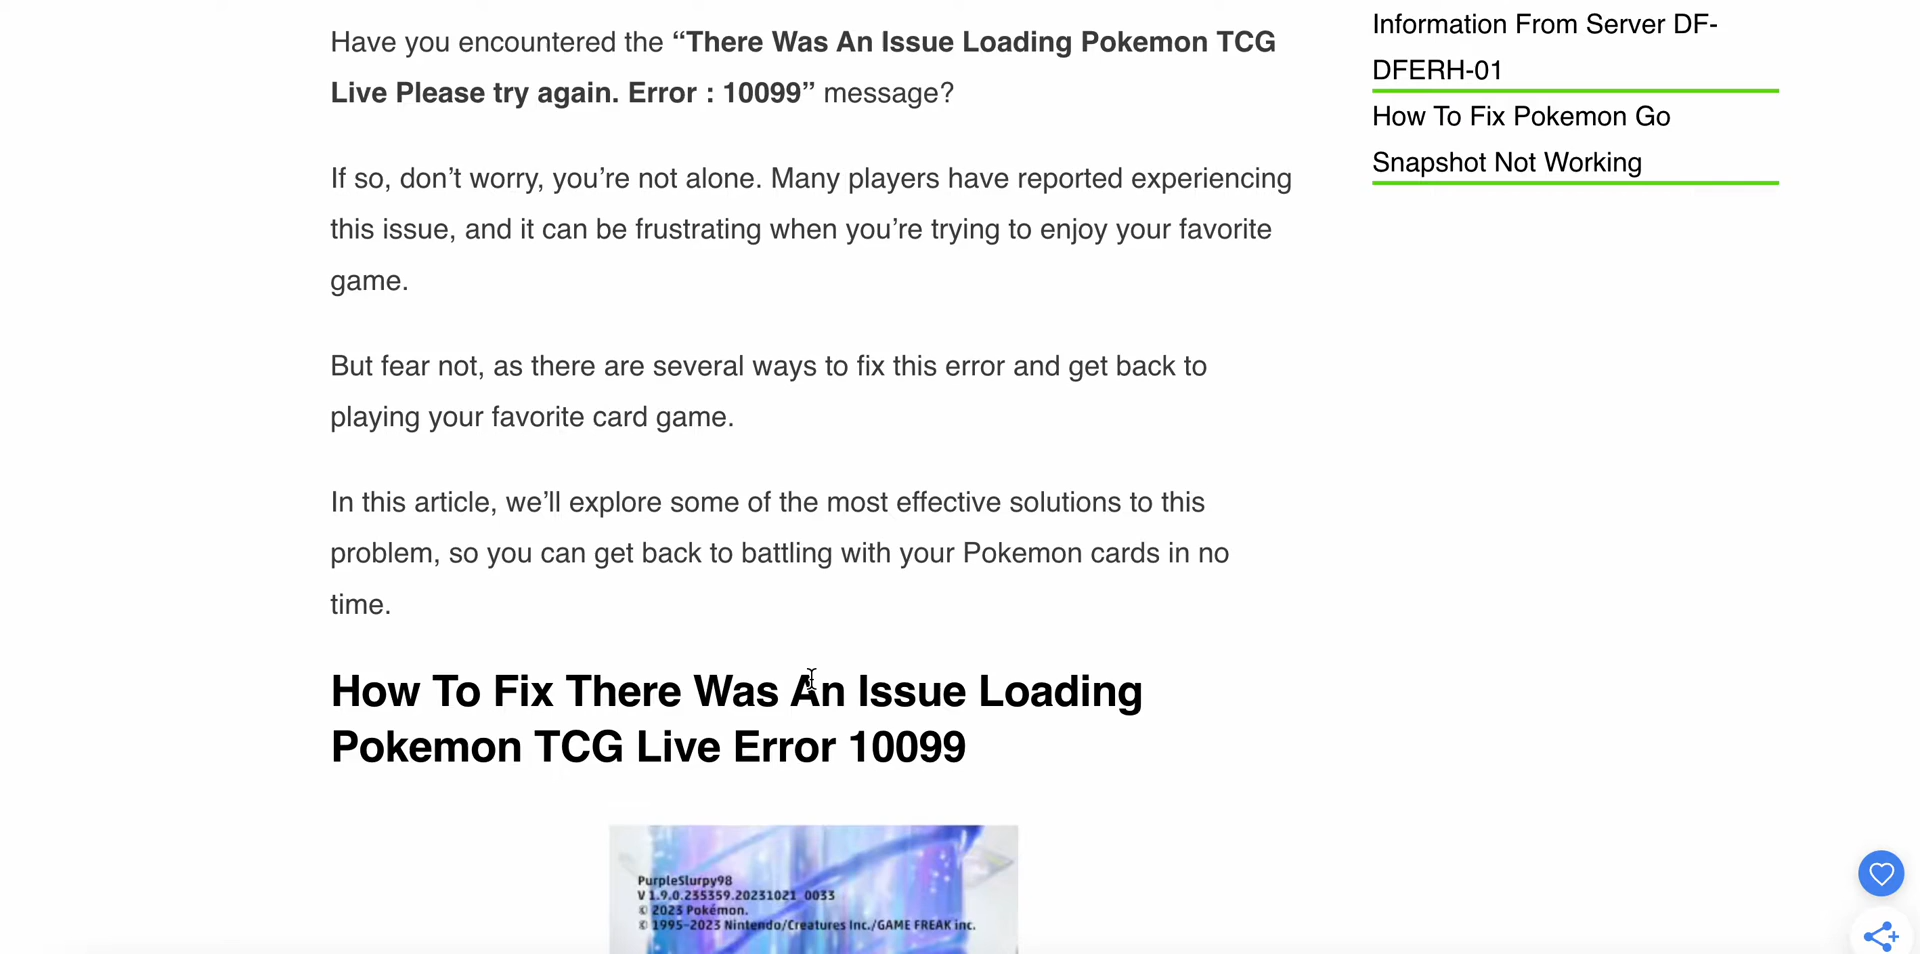 Have you encountered the “There Was An Issue Loading Pokemon TCG
Live Please try again. Error : 10099” message?
If so, don’t worry, you’re not alone. Many players have reported experiencing
this issue, and it can be frustrating when you’re trying to enjoy your favorite
game.
But fear not, as there are several ways to fix this error and get back to
playing your favorite card game.
In this article, we’ll explore some of the most effective solutions to this
problem, so you can get back to battling with your Pokemon cards in no
time.
How To Fix There Was An Issue Loading
Pokemon TCG Live Error 10099
PurpleSlurpy98
V 1.9.0.235359.20231021_0033
© 2023 Pokémon.
© 1995-2023 Nintendo/Creatures Inc./GAME FREAK inc.
Information From Server DF-
DFERH-01
How To Fix Pokemon Go
Snapshot Not Working